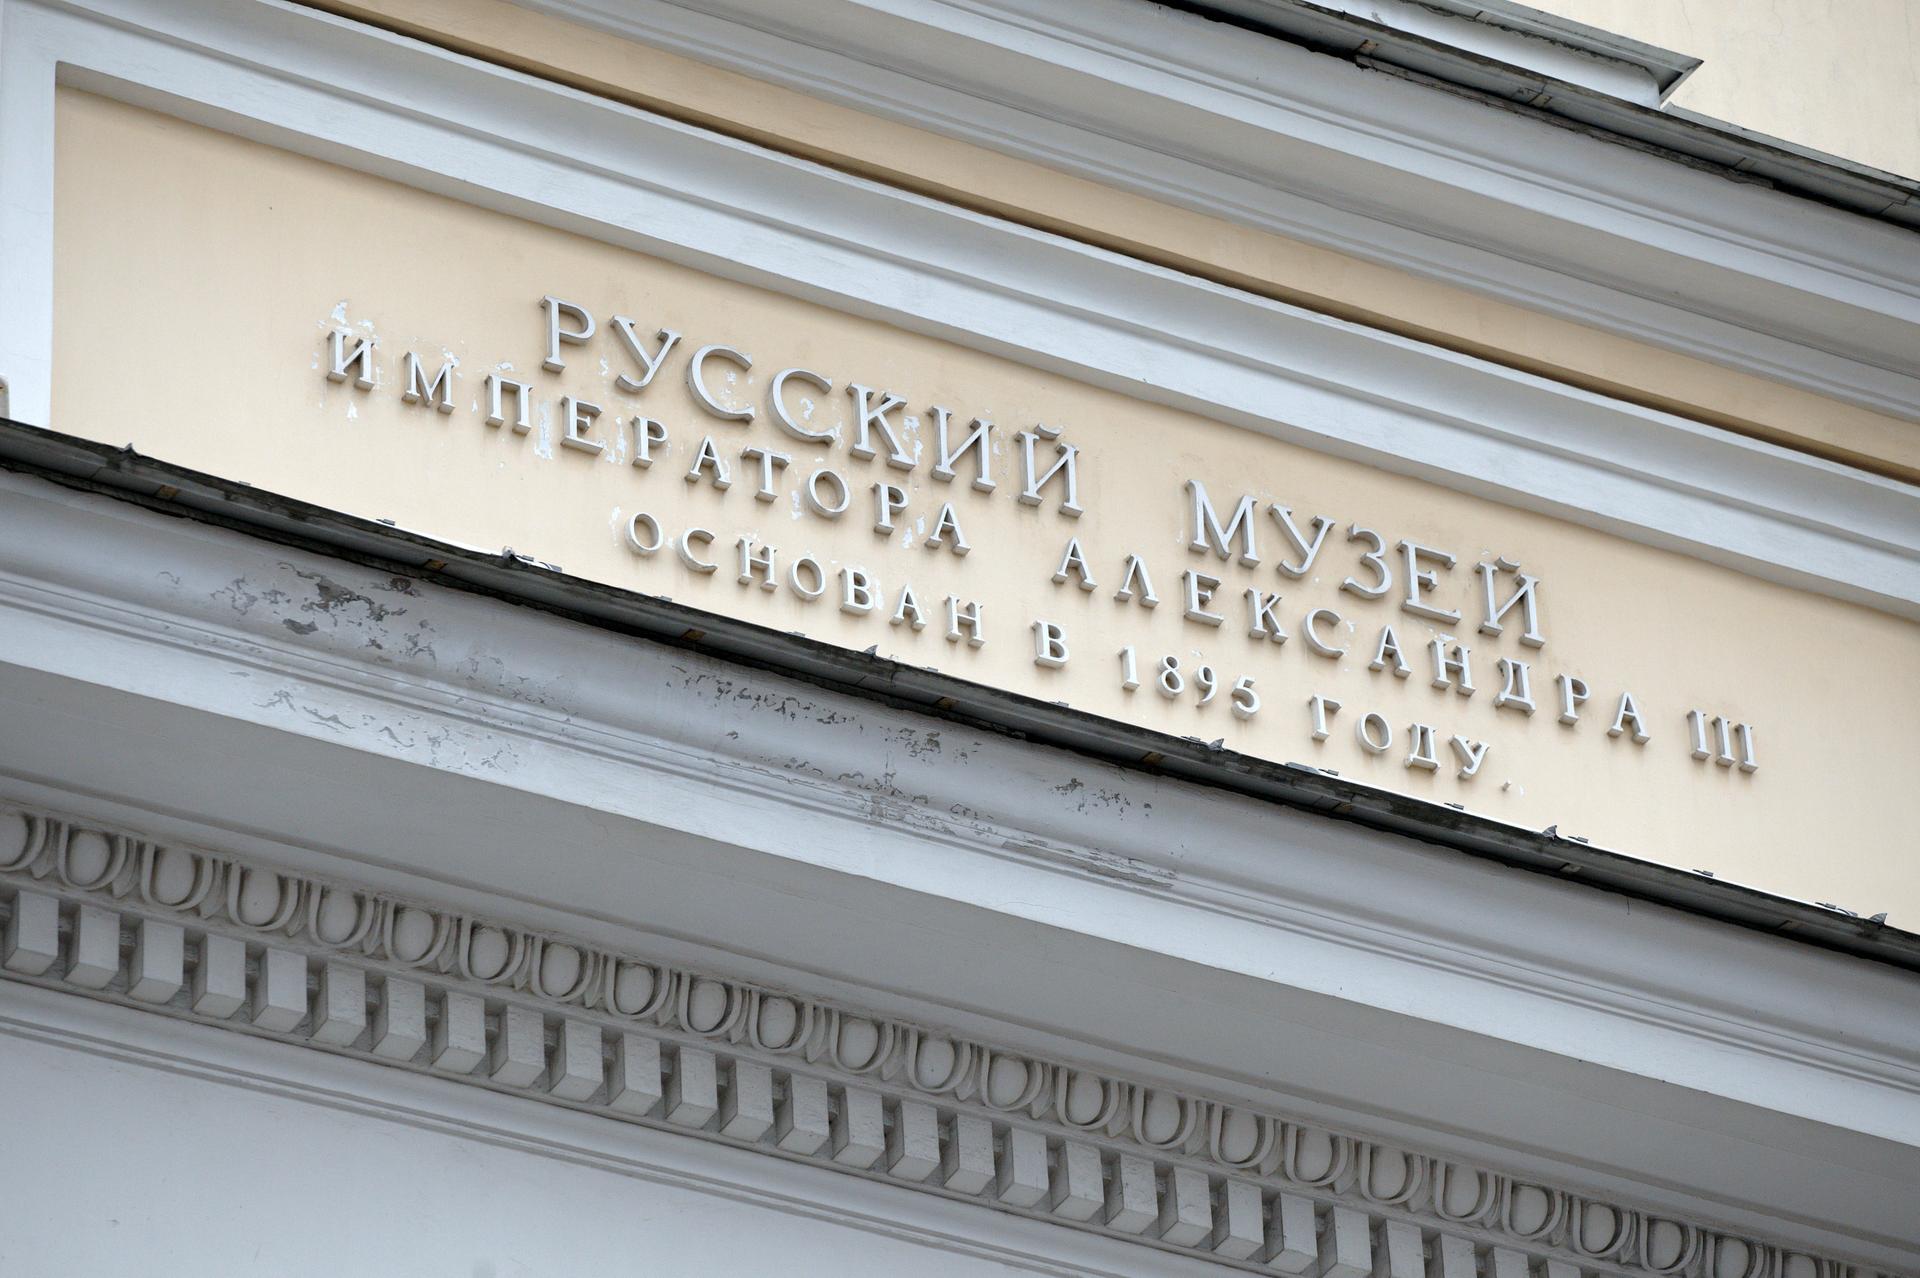 РУССКИЙ МУЗЕЙ
ИМПЕРАТОРА АЛЕКСАНДРА III
ОСНОВАН В 1895 ГОДУ.